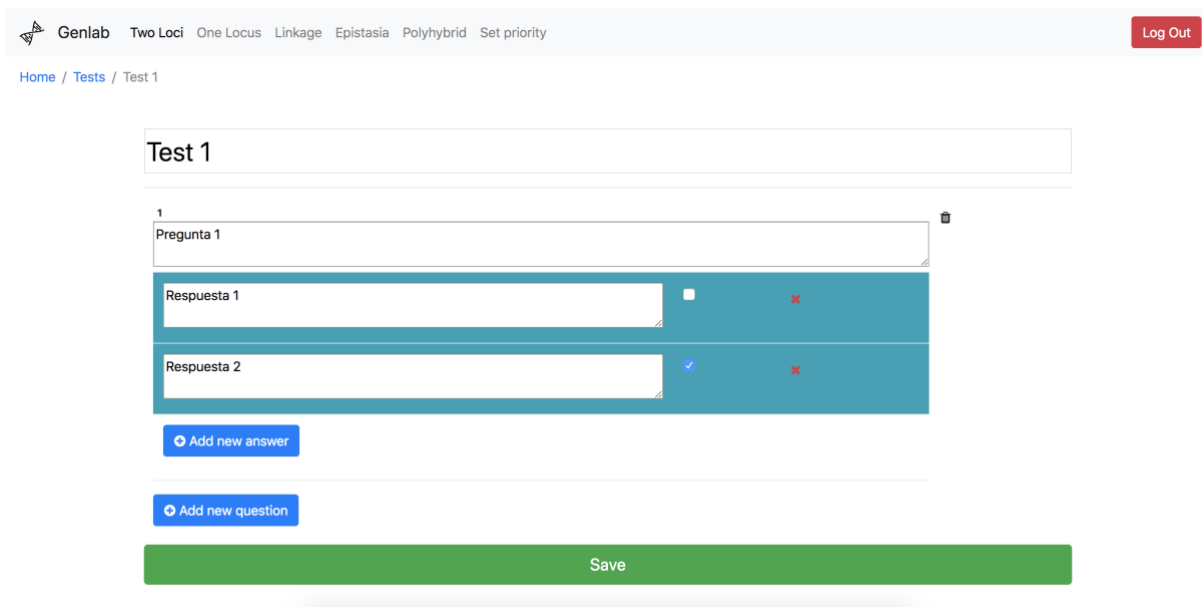 Genlab Two Loci One Locus Linkage Epistasia Polyhybrid Set priority Log Out
Home / Tests / Test 1
Test 1
1
Pregunta 1
Respuesta 1
Respuesta 2
Add new answer
Add new question
Save